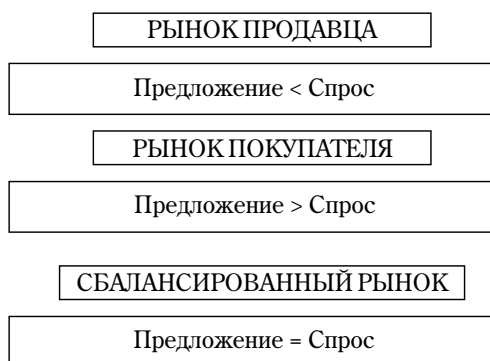 РЫНОК ПРОДАВЦА
Предложение < Спрос
РЫНОК ПОКУПАТЕЛЯ
Предложение > Спрос
СБАЛАНСИРОВАННЫЙ РЫНОК
Предложение = Спрос